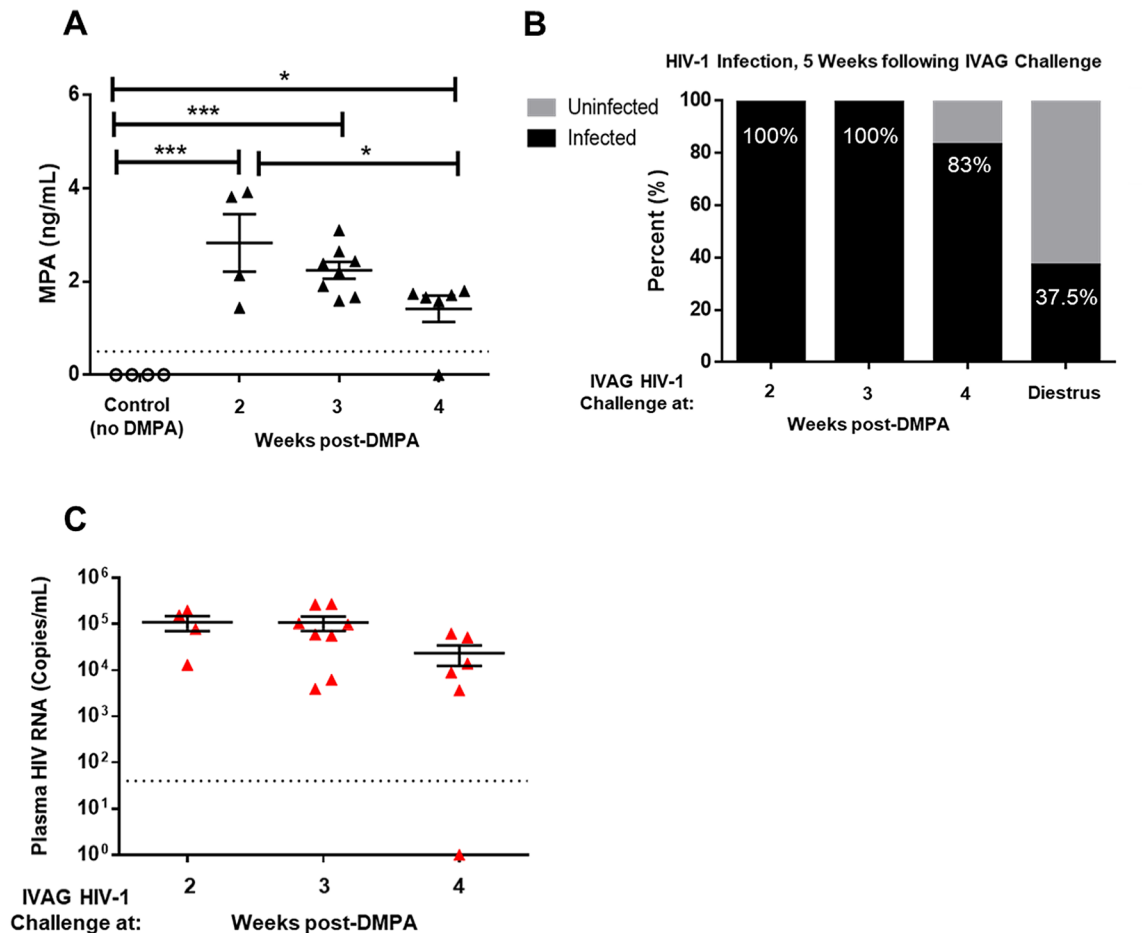 A
6
4
2
0
MPA (ng/mL)
*
***
***
*
Control
(no DMPA)
2
3
4
Weeks post-DMPA
B
HIV-1 Infection, 5 Weeks following IVAG Challenge
Uninfected
Infected
100
80
60
40
20
0
Percent (%)
100%
100%
83%
37.5%
IVAG HIV-1
Challenge at:
2
3
4
Diestrus
Weeks post-DMPA
C
10⁶
10⁵
10⁴
10³
10²
10¹
10⁰
Plasma HIV RNA (Copies/mL)
2
3
4
IVAG HIV-1
Challenge at:
Weeks post-DMPA